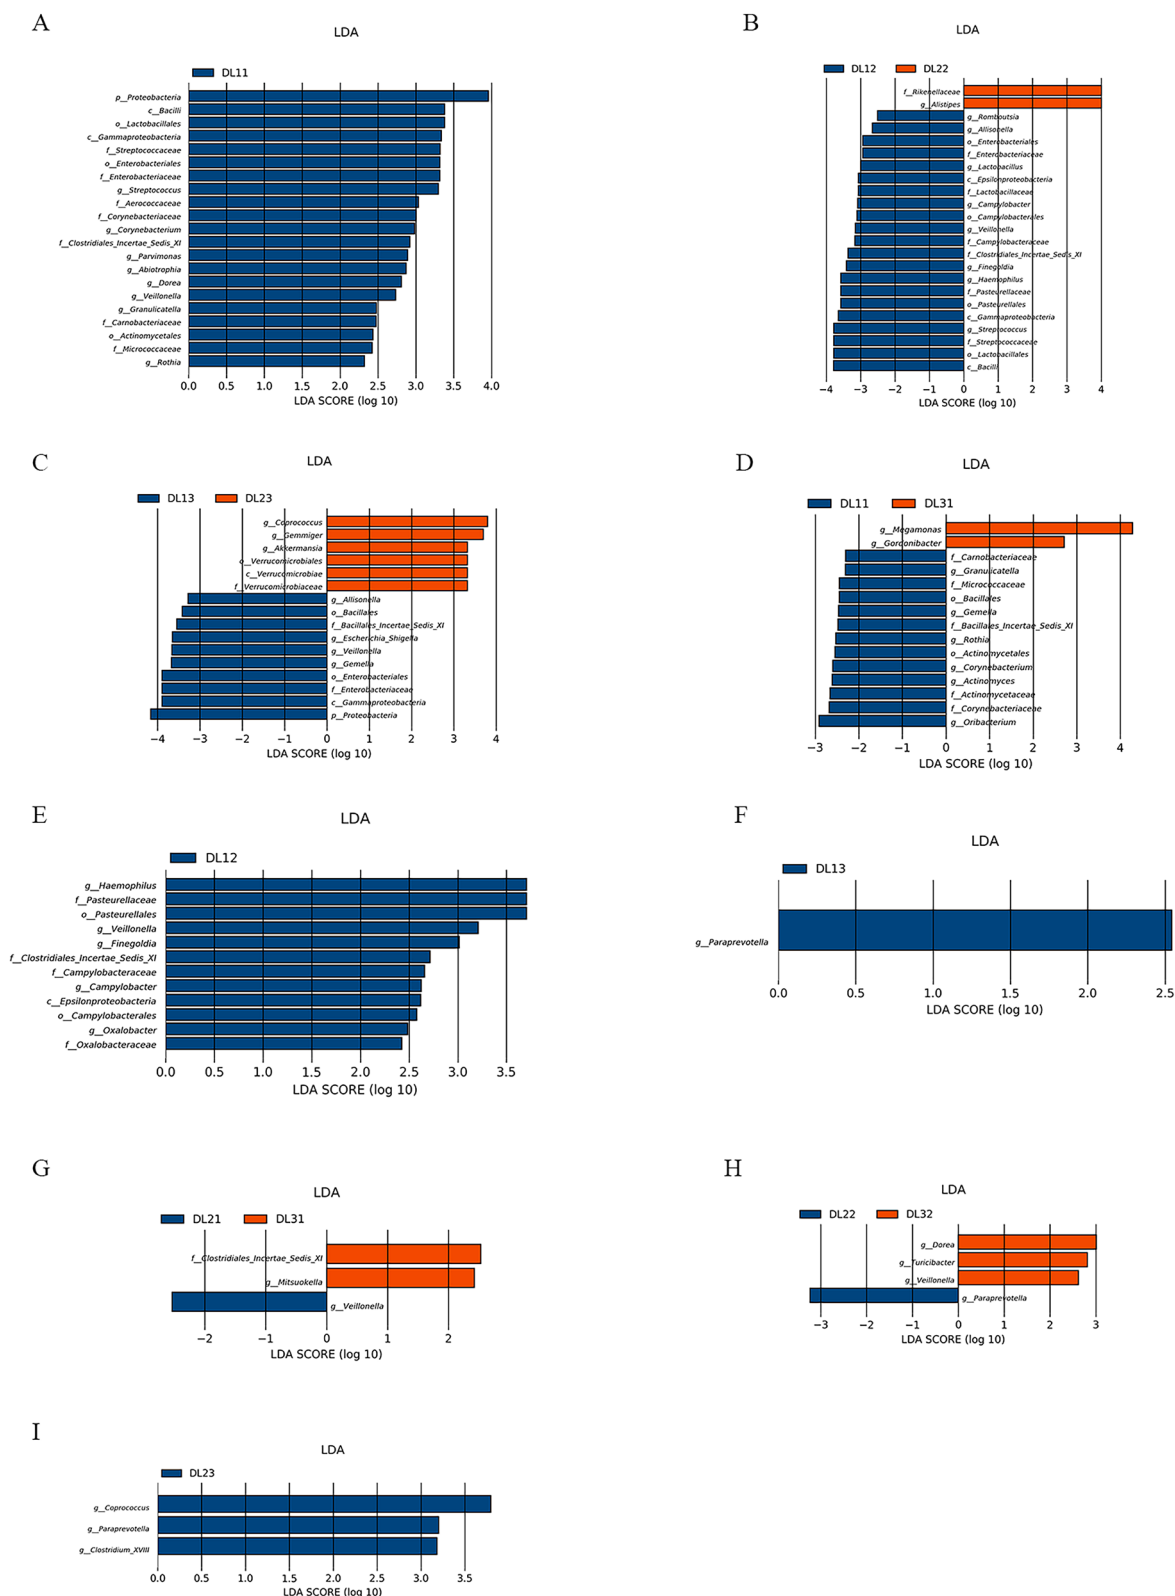 A
LDA
DL11
p__Proteobacteria
c__Bacilli
o__Lactobacillales
c__Gammaproteobacteria
f__Streptococcaceae
o__Enterobacteriales
f__Enterobacteriaceae
g__Streptococcus
f__Aerococcaceae
f__Corynebacteriaceae
g__Corynebacterium
f__Clostridiales_Incertae_Sedis_XI
g__Parvimonas
g__Abiotrophia
g__Dorea
g__Veillonella
g__Granulicatella
f__Carnobacteriaceae
o__Actinomycetales
f__Micrococcaceae
g__Rothia
0.0 0.5 1.0 1.5 2.0 2.5 3.0 3.5 4.0
LDA SCORE (log 10)
B
LDA
DL12 DL22
f__Rikenellaceae
g__Alistipes
g__Romboutsia
g__Allisonella
o__Enterobacteriales
f__Enterobacteriaceae
g__Lactobacillus
c__Epsilonproteobacteria
f__Lactobacillaceae
g__Campylobacter
o__Campylobacterales
g__Veillonella
f__Campylobacteraceae
f__Clostridiales_Incertae_Sedis_XI
g__Finegoldia
g__Haemophilus
f__Pasteurellaceae
o__Pasteurellales
c__Gammaproteobacteria
g__Streptococcus
f__Streptococcaceae
o__Lactobacillales
c__Bacilli
−4 −3 −2 −1 0 1 2 3 4
LDA SCORE (log 10)
C
LDA
DL13 DL23
g__Coprococcus
g__Gemmiger
g__Akkermansia
o__Verrucomicrobiales
c__Verrucomicrobiae
f__Verrucomicrobiaceae
g__Allisonella
o__Bacillales
f__Bacillales_Incertae_Sedis_XI
g__Escherichia_Shigella
g__Veillonella
g__Gemella
o__Enterobacteriales
f__Enterobacteriaceae
c__Gammaproteobacteria
p__Proteobacteria
−4 −3 −2 −1 0 1 2 3 4
LDA SCORE (log 10)
D
LDA
DL11 DL31
g__Megamonas
g__Gordonibacter
f__Carnobacteriaceae
g__Granulicatella
f__Micrococcaceae
o__Bacillales
g__Gemella
f__Bacillales_Incertae_Sedis_XI
g__Rothia
o__Actinomycetales
g__Corynebacterium
g__Actinomyces
f__Actinomycetaceae
f__Corynebacteriaceae
g__Oribacterium
−3 −2 −1 0 1 2 3 4
LDA SCORE (log 10)
E
LDA
DL12
g__Haemophilus
f__Pasteurellaceae
o__Pasteurellales
g__Veillonella
g__Finegoldia
f__Clostridiales_Incertae_Sedis_XI
f__Campylobacteraceae
g__Campylobacter
c__Epsilonproteobacteria
o__Campylobacterales
g__Oxalobacter
f__Oxalobacteraceae
0.0 0.5 1.0 1.5 2.0 2.5 3.0 3.5
LDA SCORE (log 10)
F
LDA
DL13
g__Paraprevotella
0.0 0.5 1.0 1.5 2.0 2.5
LDA SCORE (log 10)
G
LDA
DL21 DL31
f__Clostridiales_Incertae_Sedis_XI
g__Mitsuokella
g__Veillonella
−2 −1 0 1 2
LDA SCORE (log 10)
H
LDA
DL22 DL32
g__Dorea
g__Turicibacter
g__Veillonella
g__Paraprevotella
−3 −2 −1 0 1 2 3
LDA SCORE (log 10)
I
LDA
DL23
g__Coprococcus
g__Paraprevotella
g__Clostridium_XVIII
0.0 0.5 1.0 1.5 2.0 2.5 3.0 3.5
LDA SCORE (log 10)